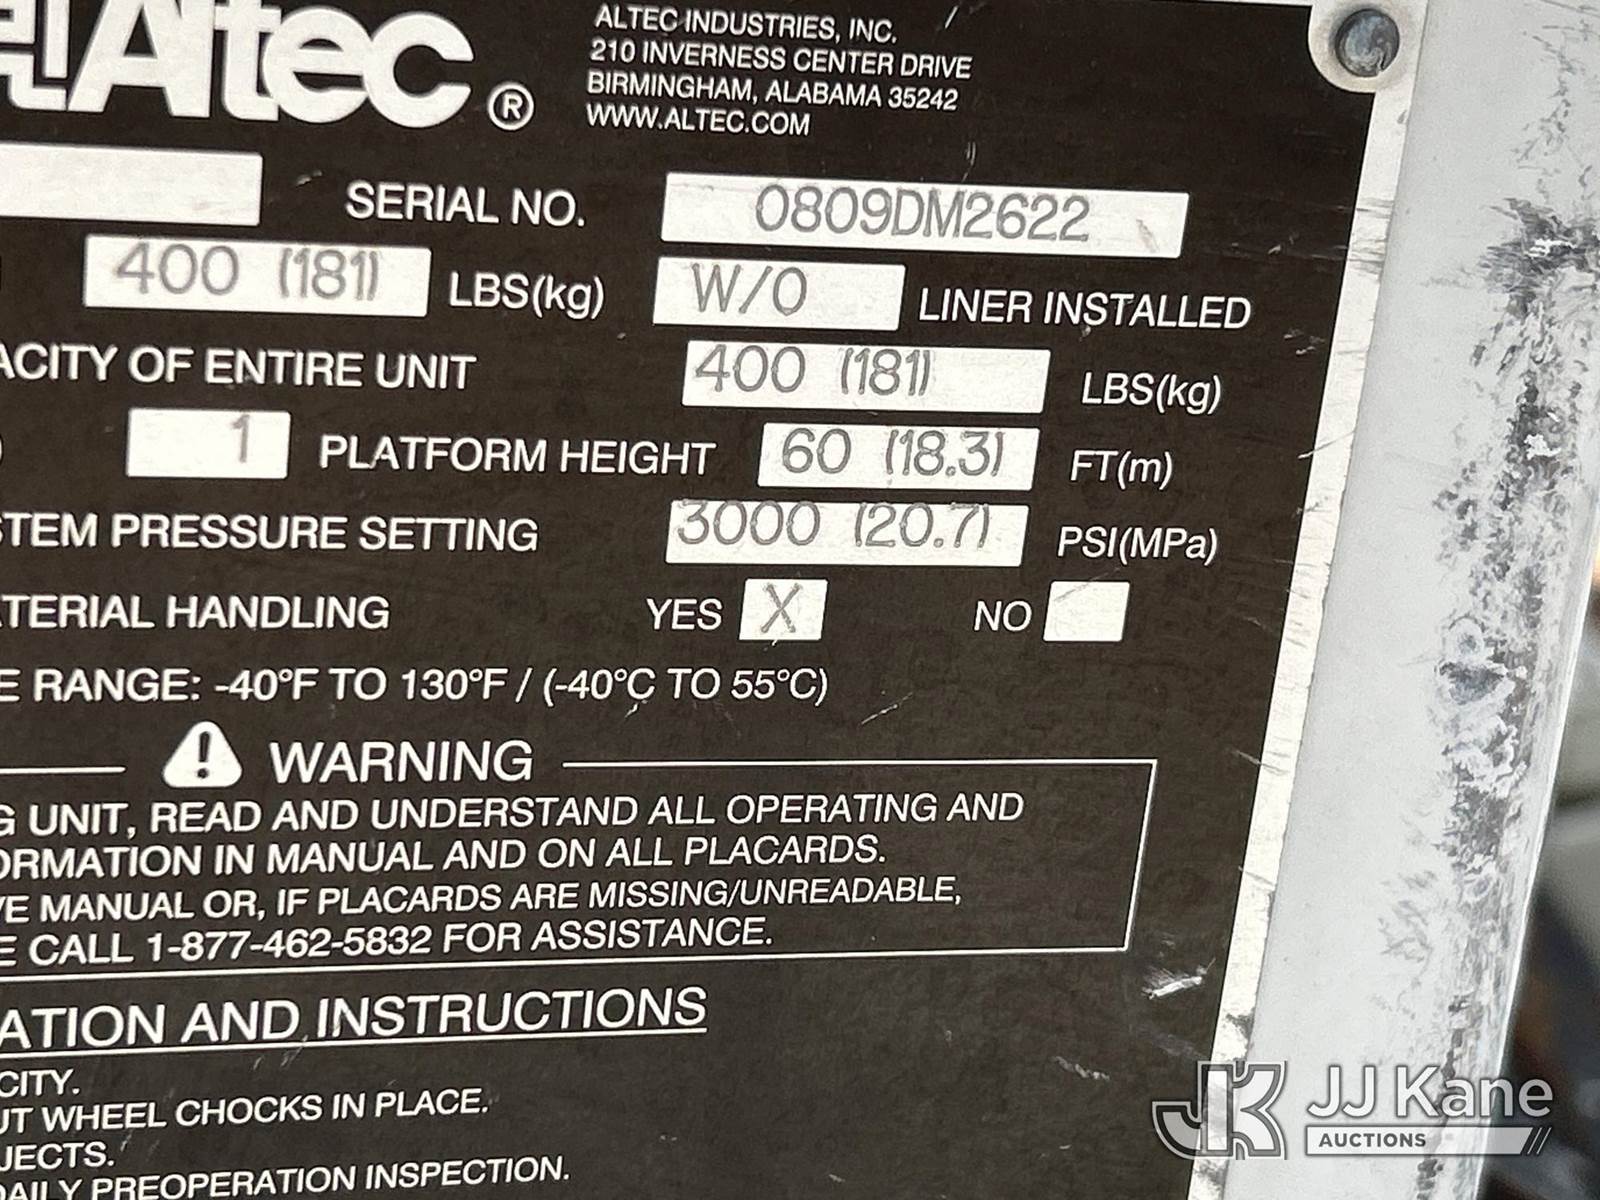 Altec®
ALTEC INDUSTRIES, INC.
210 INVERNESS CENTER DRIVE
BIRMINGHAM, ALABAMA 35242
WWW.ALTEC.COM
SERIAL NO. 0809DM2622
400 (181) LBS(kg) W/O LINER INSTALLED
ACITY OF ENTIRE UNIT 400 (181) LBS(kg)
1 PLATFORM HEIGHT 60 (18.3) FT(m)
STEM PRESSURE SETTING 3000 (20.7) PSI(MPa)
ATERIAL HANDLING YES X NO
E RANGE: -40°F TO 130°F / (-40°C TO 55°C)
WARNING
G UNIT, READ AND UNDERSTAND ALL OPERATING AND
ORMATION IN MANUAL AND ON ALL PLACARDS.
VE MANUAL OR, IF PLACARDS ARE MISSING/UNREADABLE,
E CALL 1-877-462-5832 FOR ASSISTANCE.
ATION AND INSTRUCTIONS
CITY.
UT WHEEL CHOCKS IN PLACE.
JECTS.
DAILY PREOPERATION INSPECTION.
JK JJ Kane
AUCTIONS